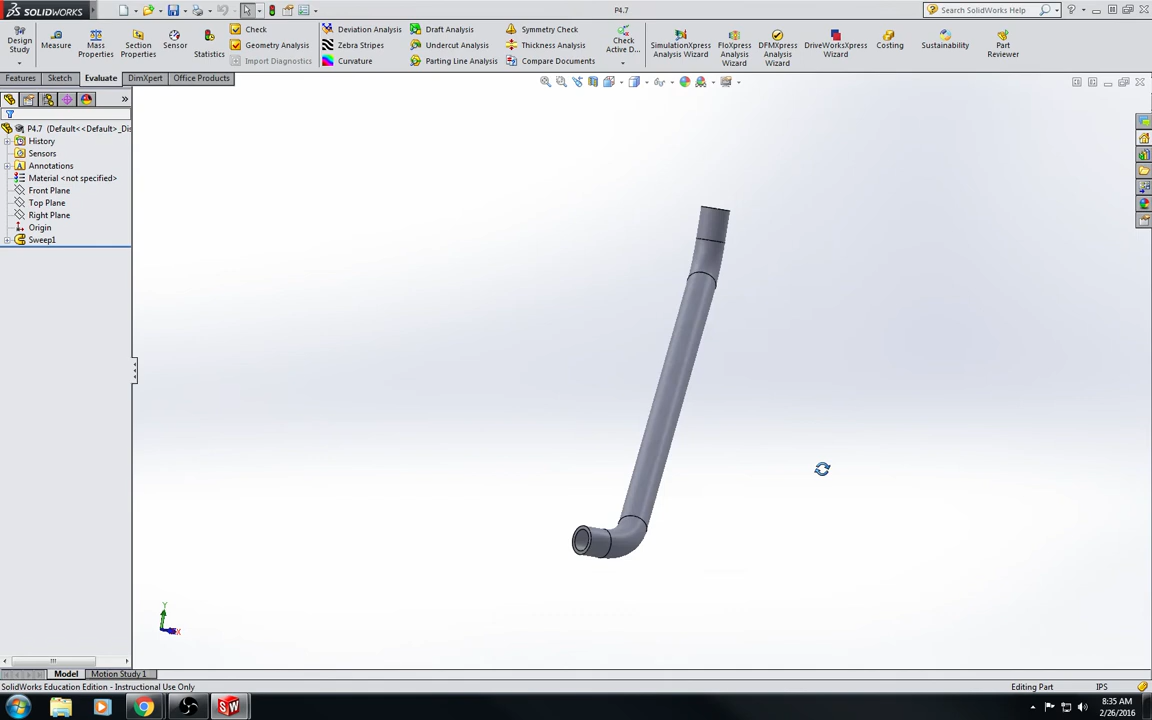 SOLIDWORKS
P4.7
Search SolidWorks Help
Design
Study
Measure
Mass
Properties
Section
Properties
Sensor
Statistics
Check
Geometry Analysis
Import Diagnostics
Deviation Analysis
Zebra Stripes
Curvature
Draft Analysis
Undercut Analysis
Parting Line Analysis
Symmetry Check
Thickness Analysis
Compare Documents
Check
Active D...
SimulationXpress
Analysis Wizard
FloXpress
Analysis
Wizard
DFMXpress
Analysis
Wizard
DriveWorksXpress
Wizard
Costing
Sustainability
Part
Reviewer
Features
Sketch
Evaluate
DimXpert
Office Products
P4.7 (Default<<Default>_Dis
History
Sensors
Annotations
Material <not specified>
Front Plane
Top Plane
Right Plane
Origin
Sweep1
Y
X
Model
Motion Study 1
SolidWorks Education Edition - Instructional Use Only
Editing Part
IPS
8:35 AM
2/26/2016